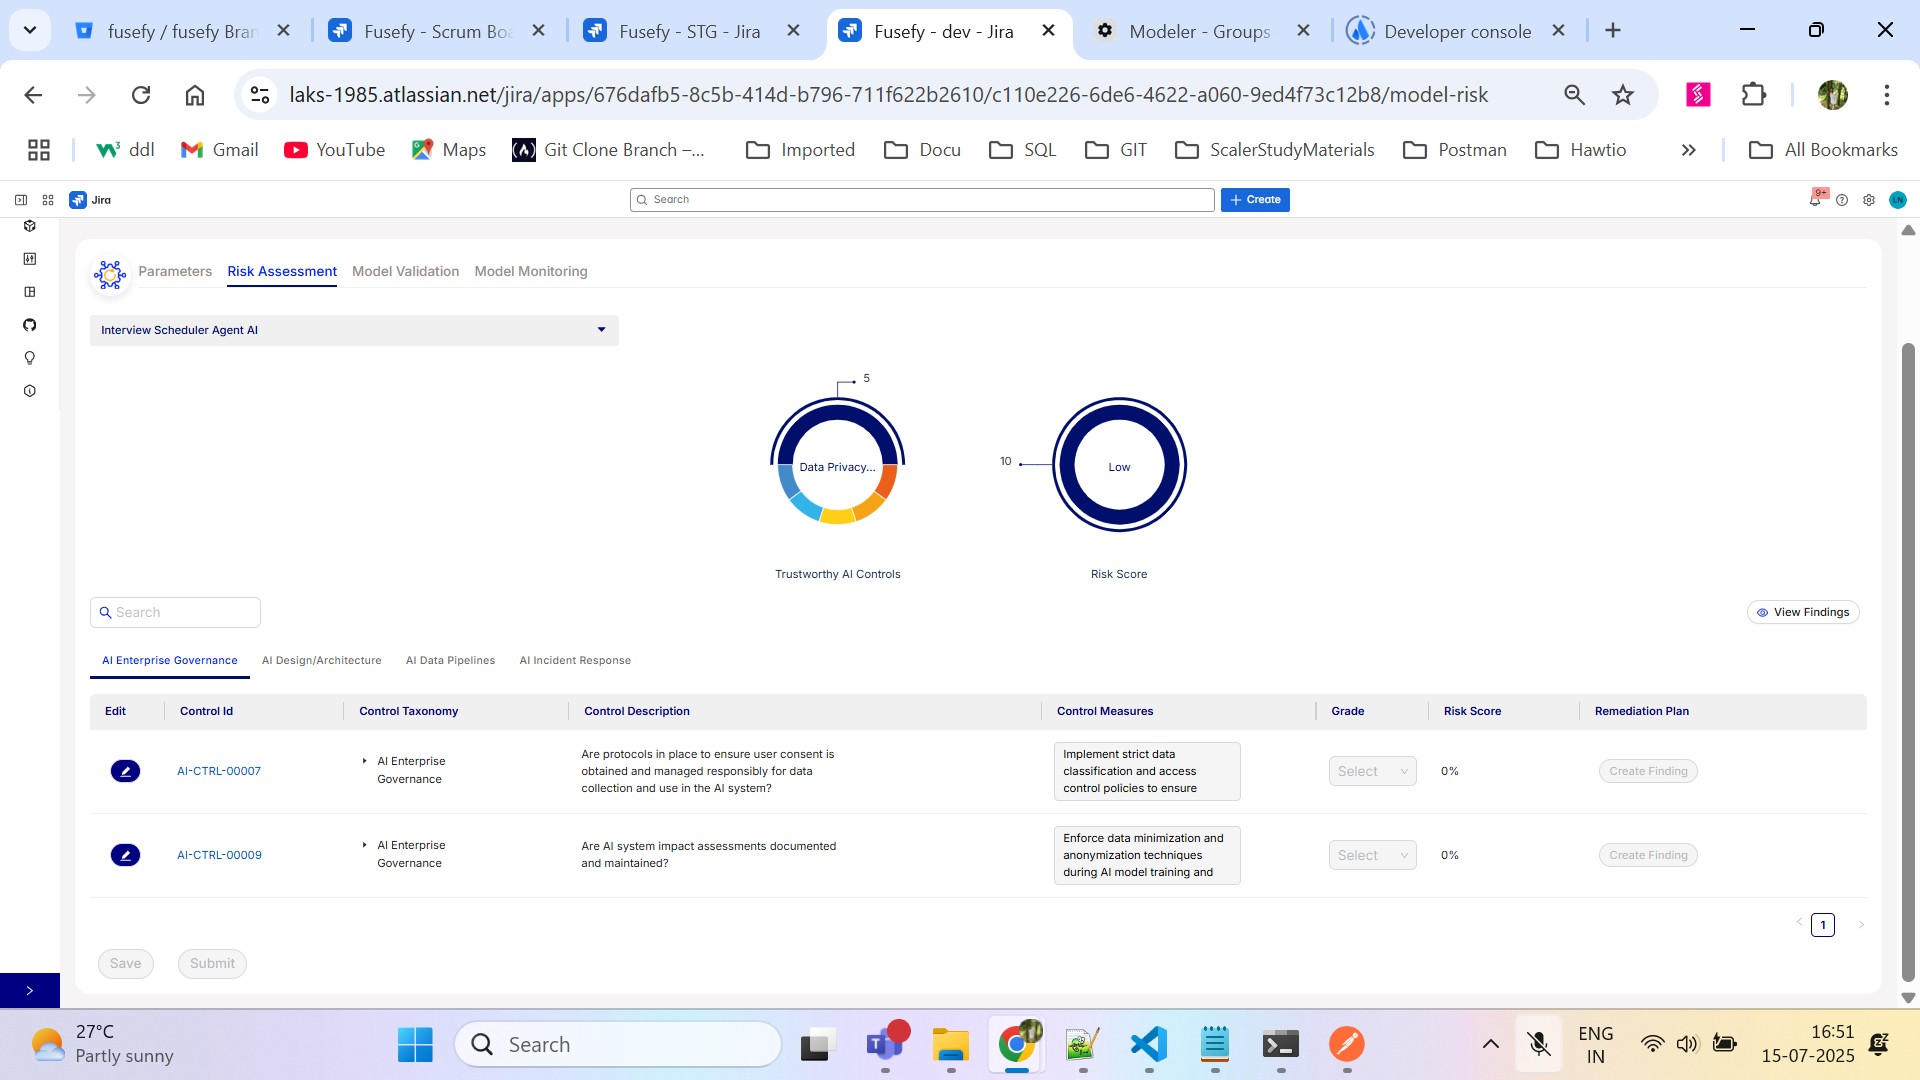 fusefy / fusefy Bran
Fusefy - Scrum Boa
Fusefy - STG - Jira
Fusefy - dev - Jira
Modeler - Groups
Developer console
laks-1985.atlassian.net/jira/apps/676dafb5-8c5b-414d-b796-711f622b2610/c110e226-6de6-4622-a060-9ed4f73c12b8/model-risk
ddl
Gmail
YouTube
Maps
Git Clone Branch –...
Imported
Docu
SQL
GIT
ScalerStudyMaterials
Postman
Hawtio
All Bookmarks
Jira
Search
Create
9+
LN
Parameters
Risk Assessment
Model Validation
Model Monitoring
Interview Scheduler Agent AI
5
Data Privacy...
Trustworthy AI Controls
10
Low
Risk Score
Search
View Findings
AI Enterprise Governance
AI Design/Architecture
AI Data Pipelines
AI Incident Response
Edit
Control Id
Control Taxonomy
Control Description
Control Measures
Grade
Risk Score
Remediation Plan
AI-CTRL-00007
AI Enterprise
Governance
Are protocols in place to ensure user consent is
obtained and managed responsibly for data
collection and use in the AI system?
Implement strict data
classification and access
control policies to ensure
Select
0%
Create Finding
AI-CTRL-00009
AI Enterprise
Governance
Are AI system impact assessments documented
and maintained?
Enforce data minimization and
anonymization techniques
during AI model training and
Select
0%
Create Finding
1
Save
Submit
27°C
Partly sunny
Search
ENG
IN
16:51
15-07-2025